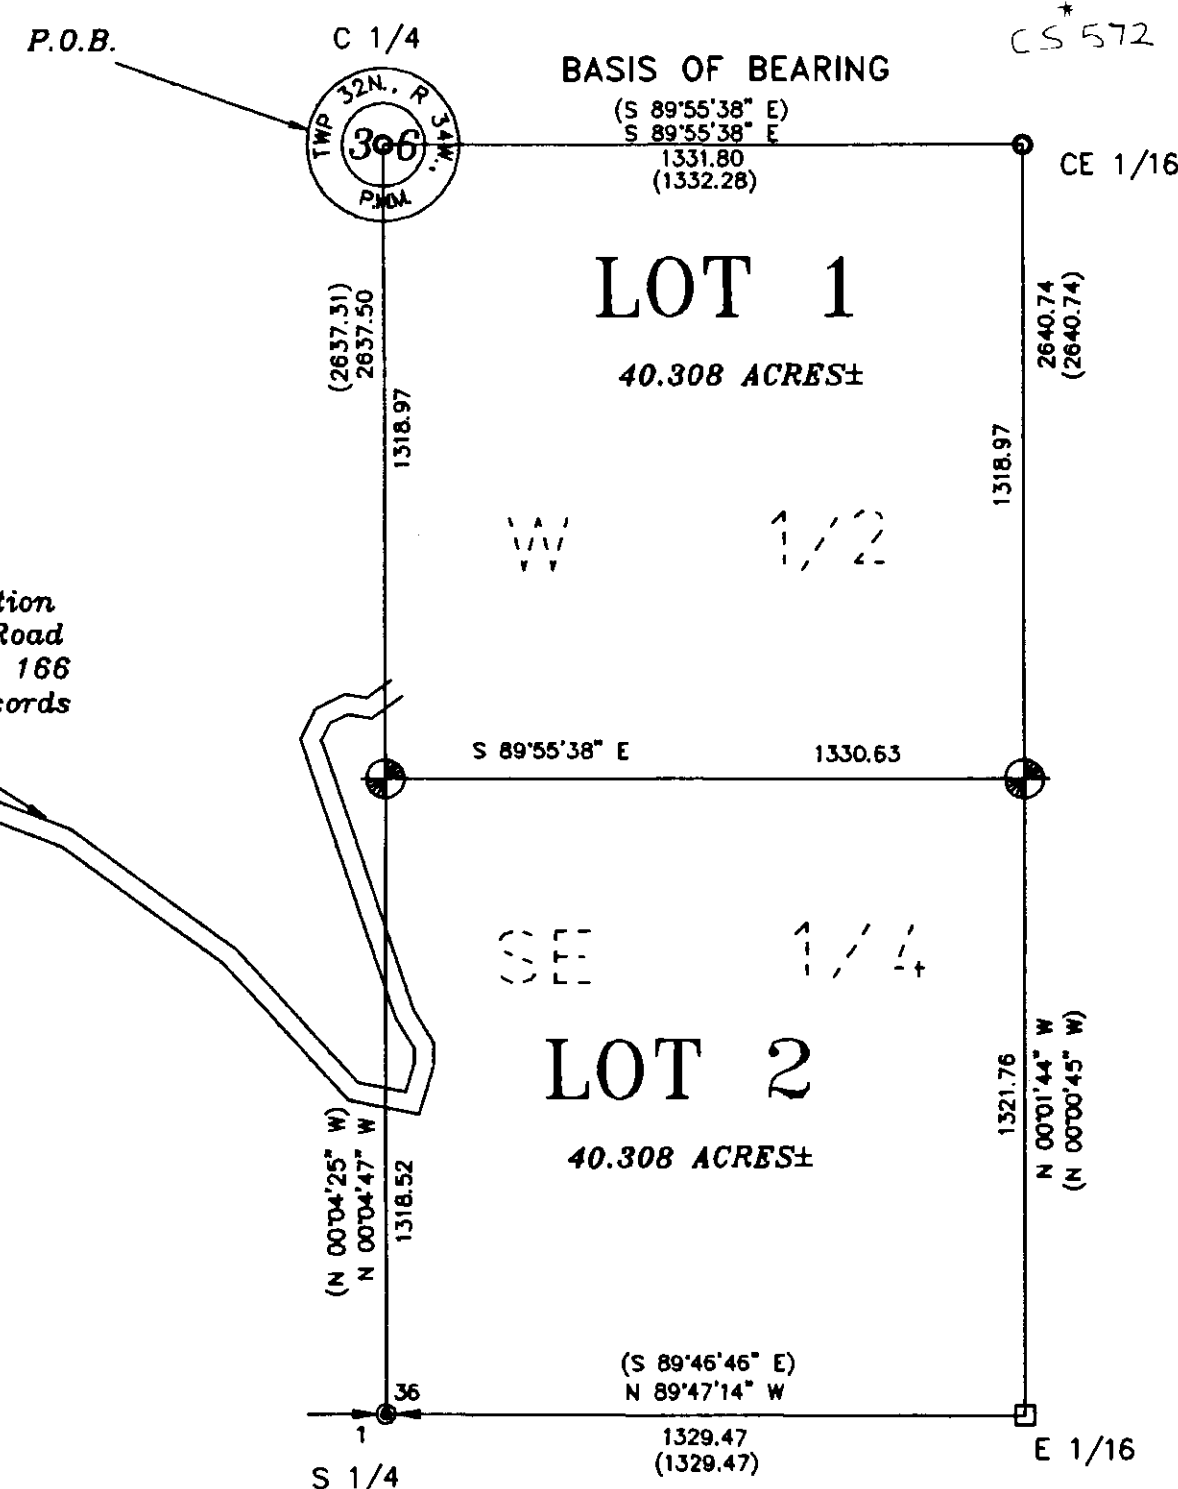 CS # 572
P.O.B.
C 1/4
BASIS OF BEARING
(S 89°55'38" E)
S 89°55'38" E
1331.80
(1332.28)
TWP 32N., R 34W.,
36
P.M.M.
CE 1/16
LOT 1
40.308 ACRES±
(2637.31)
2637.50
1318.97
2640.74
(2640.74)
1318.97
W 1/2
tion
Road
166
cords
S 89°55'38" E 1330.63
SE 1/4
LOT 2
40.308 ACRES±
(N 00°04'25" W)
N 00°04'47" W
1318.52
1321.76
N 00°01'44" W
(N 00°00'45" W)
(S 89°46'46" E)
N 89°47'14" W
36
1
1329.47
(1329.47)
S 1/4
E 1/16